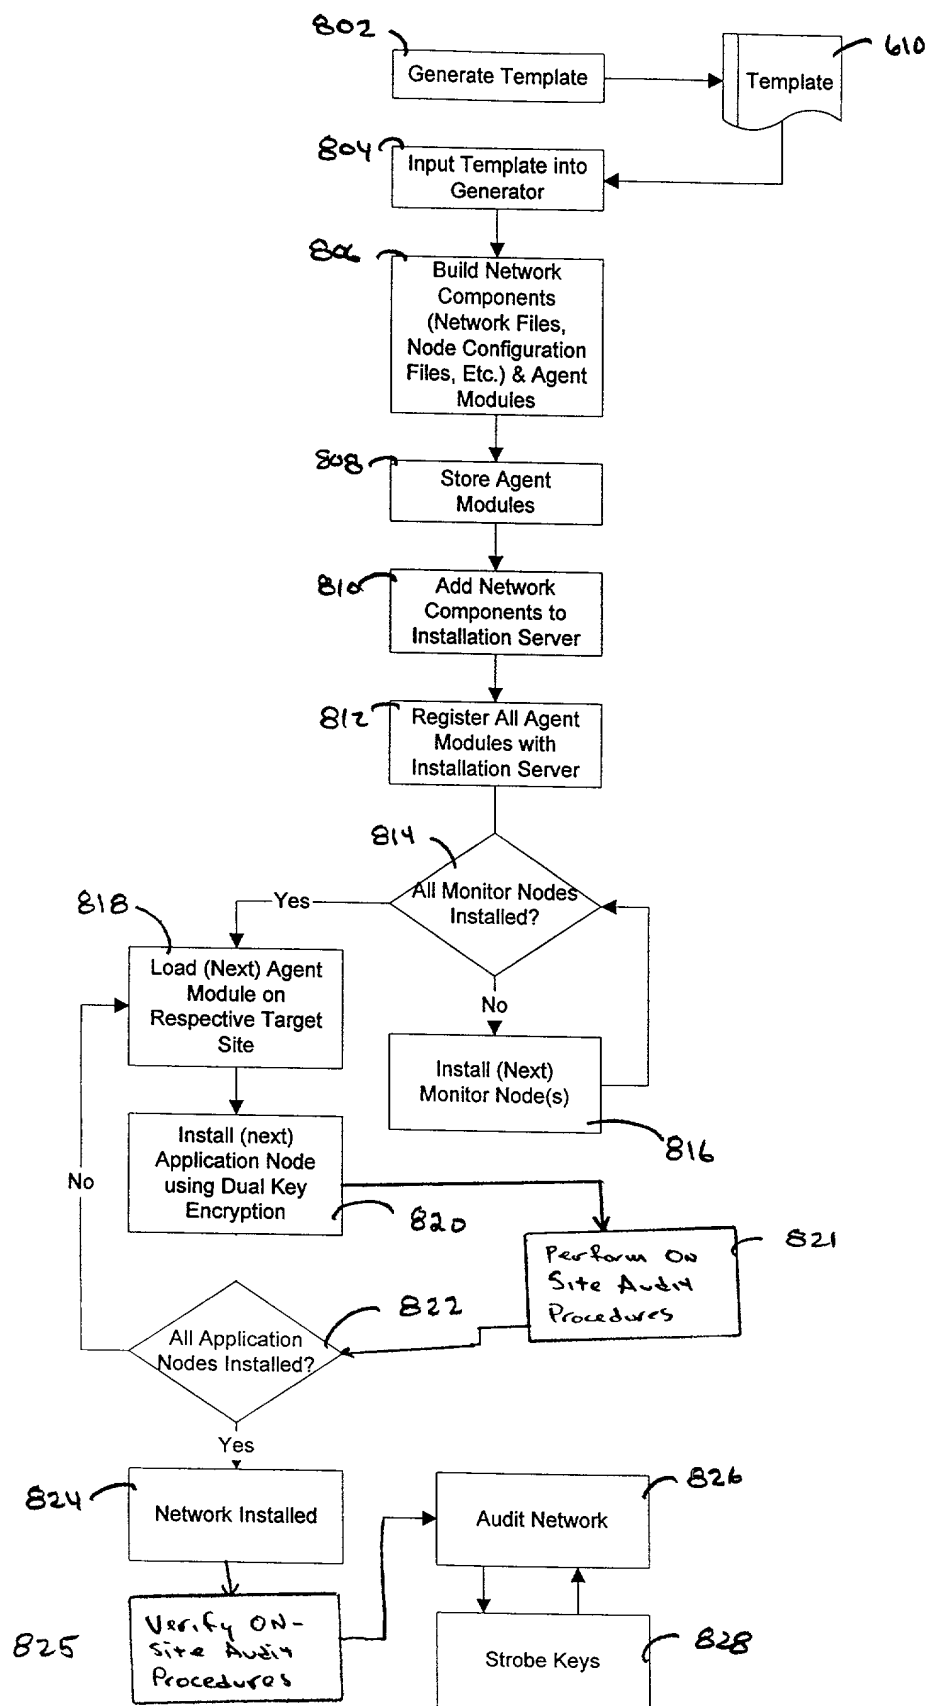 802
610
Generate Template
Template
804
Input Template into
Generator
806
Build Network
Components
(Network Files,
Node Configuration
Files, Etc.) & Agent
Modules
808
Store Agent
Modules
810
Add Network
Components to
Installation Server
812
Register All Agent
Modules with
Installation Server
814
All Monitor Nodes
Installed?
Yes
818
Load (Next) Agent
Module on
Respective Target
Site
No
Install (Next)
Monitor Node(s)
816
Install (next)
Application Node
using Dual Key
Encryption
820
No
Perform On
Site Audit
Procedures
821
822
All Application
Nodes Installed?
Yes
824
Network Installed
826
Audit Network
825
Verify ON-
Site Audit
Procedures
Strobe Keys
828